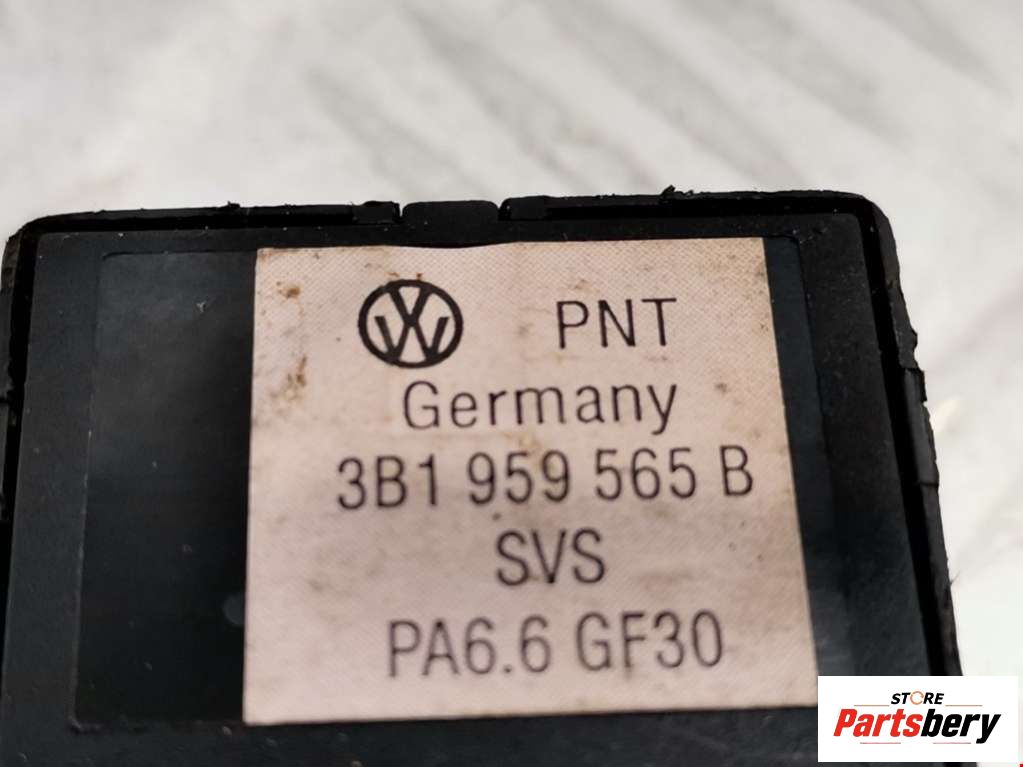 PNT
Germany
3B1 959 565 B
SVS
PA6.6 GF30
STORE
Partsbery